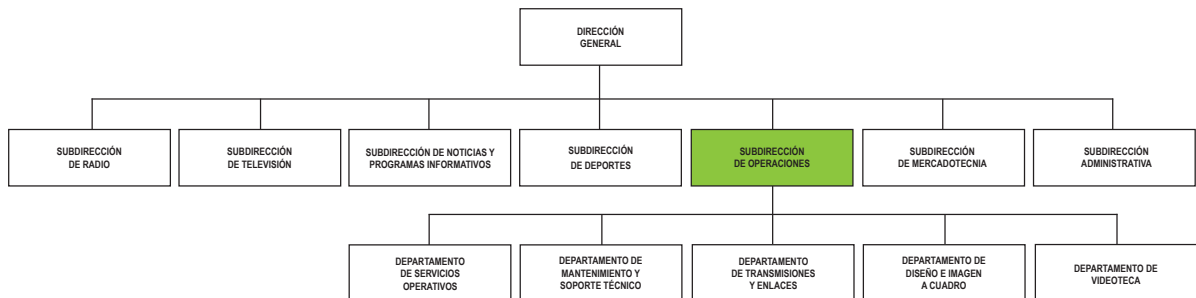 DIRECCIÓN
GENERAL
SUBDIRECCIÓN
DE RADIO
SUBDIRECCIÓN
DE TELEVISIÓN
SUBDIRECCIÓN DE NOTICIAS Y
PROGRAMAS INFORMATIVOS
SUBDIRECCIÓN
DE DEPORTES
SUBDIRECCIÓN
DE OPERACIONES
SUBDIRECCIÓN
DE MERCADOTECNIA
SUBDIRECCIÓN
ADMINISTRATIVA
DEPARTAMENTO
DE SERVICIOS
OPERATIVOS
DEPARTAMENTO DE
MANTENIMIENTO Y
SOPORTE TÉCNICO
DEPARTAMENTO
DE TRANSMISIONES
Y ENLACES
DEPARTAMENTO DE
DISEÑO E IMAGEN
A CUADRO
DEPARTAMENTO DE
VIDEOTECA